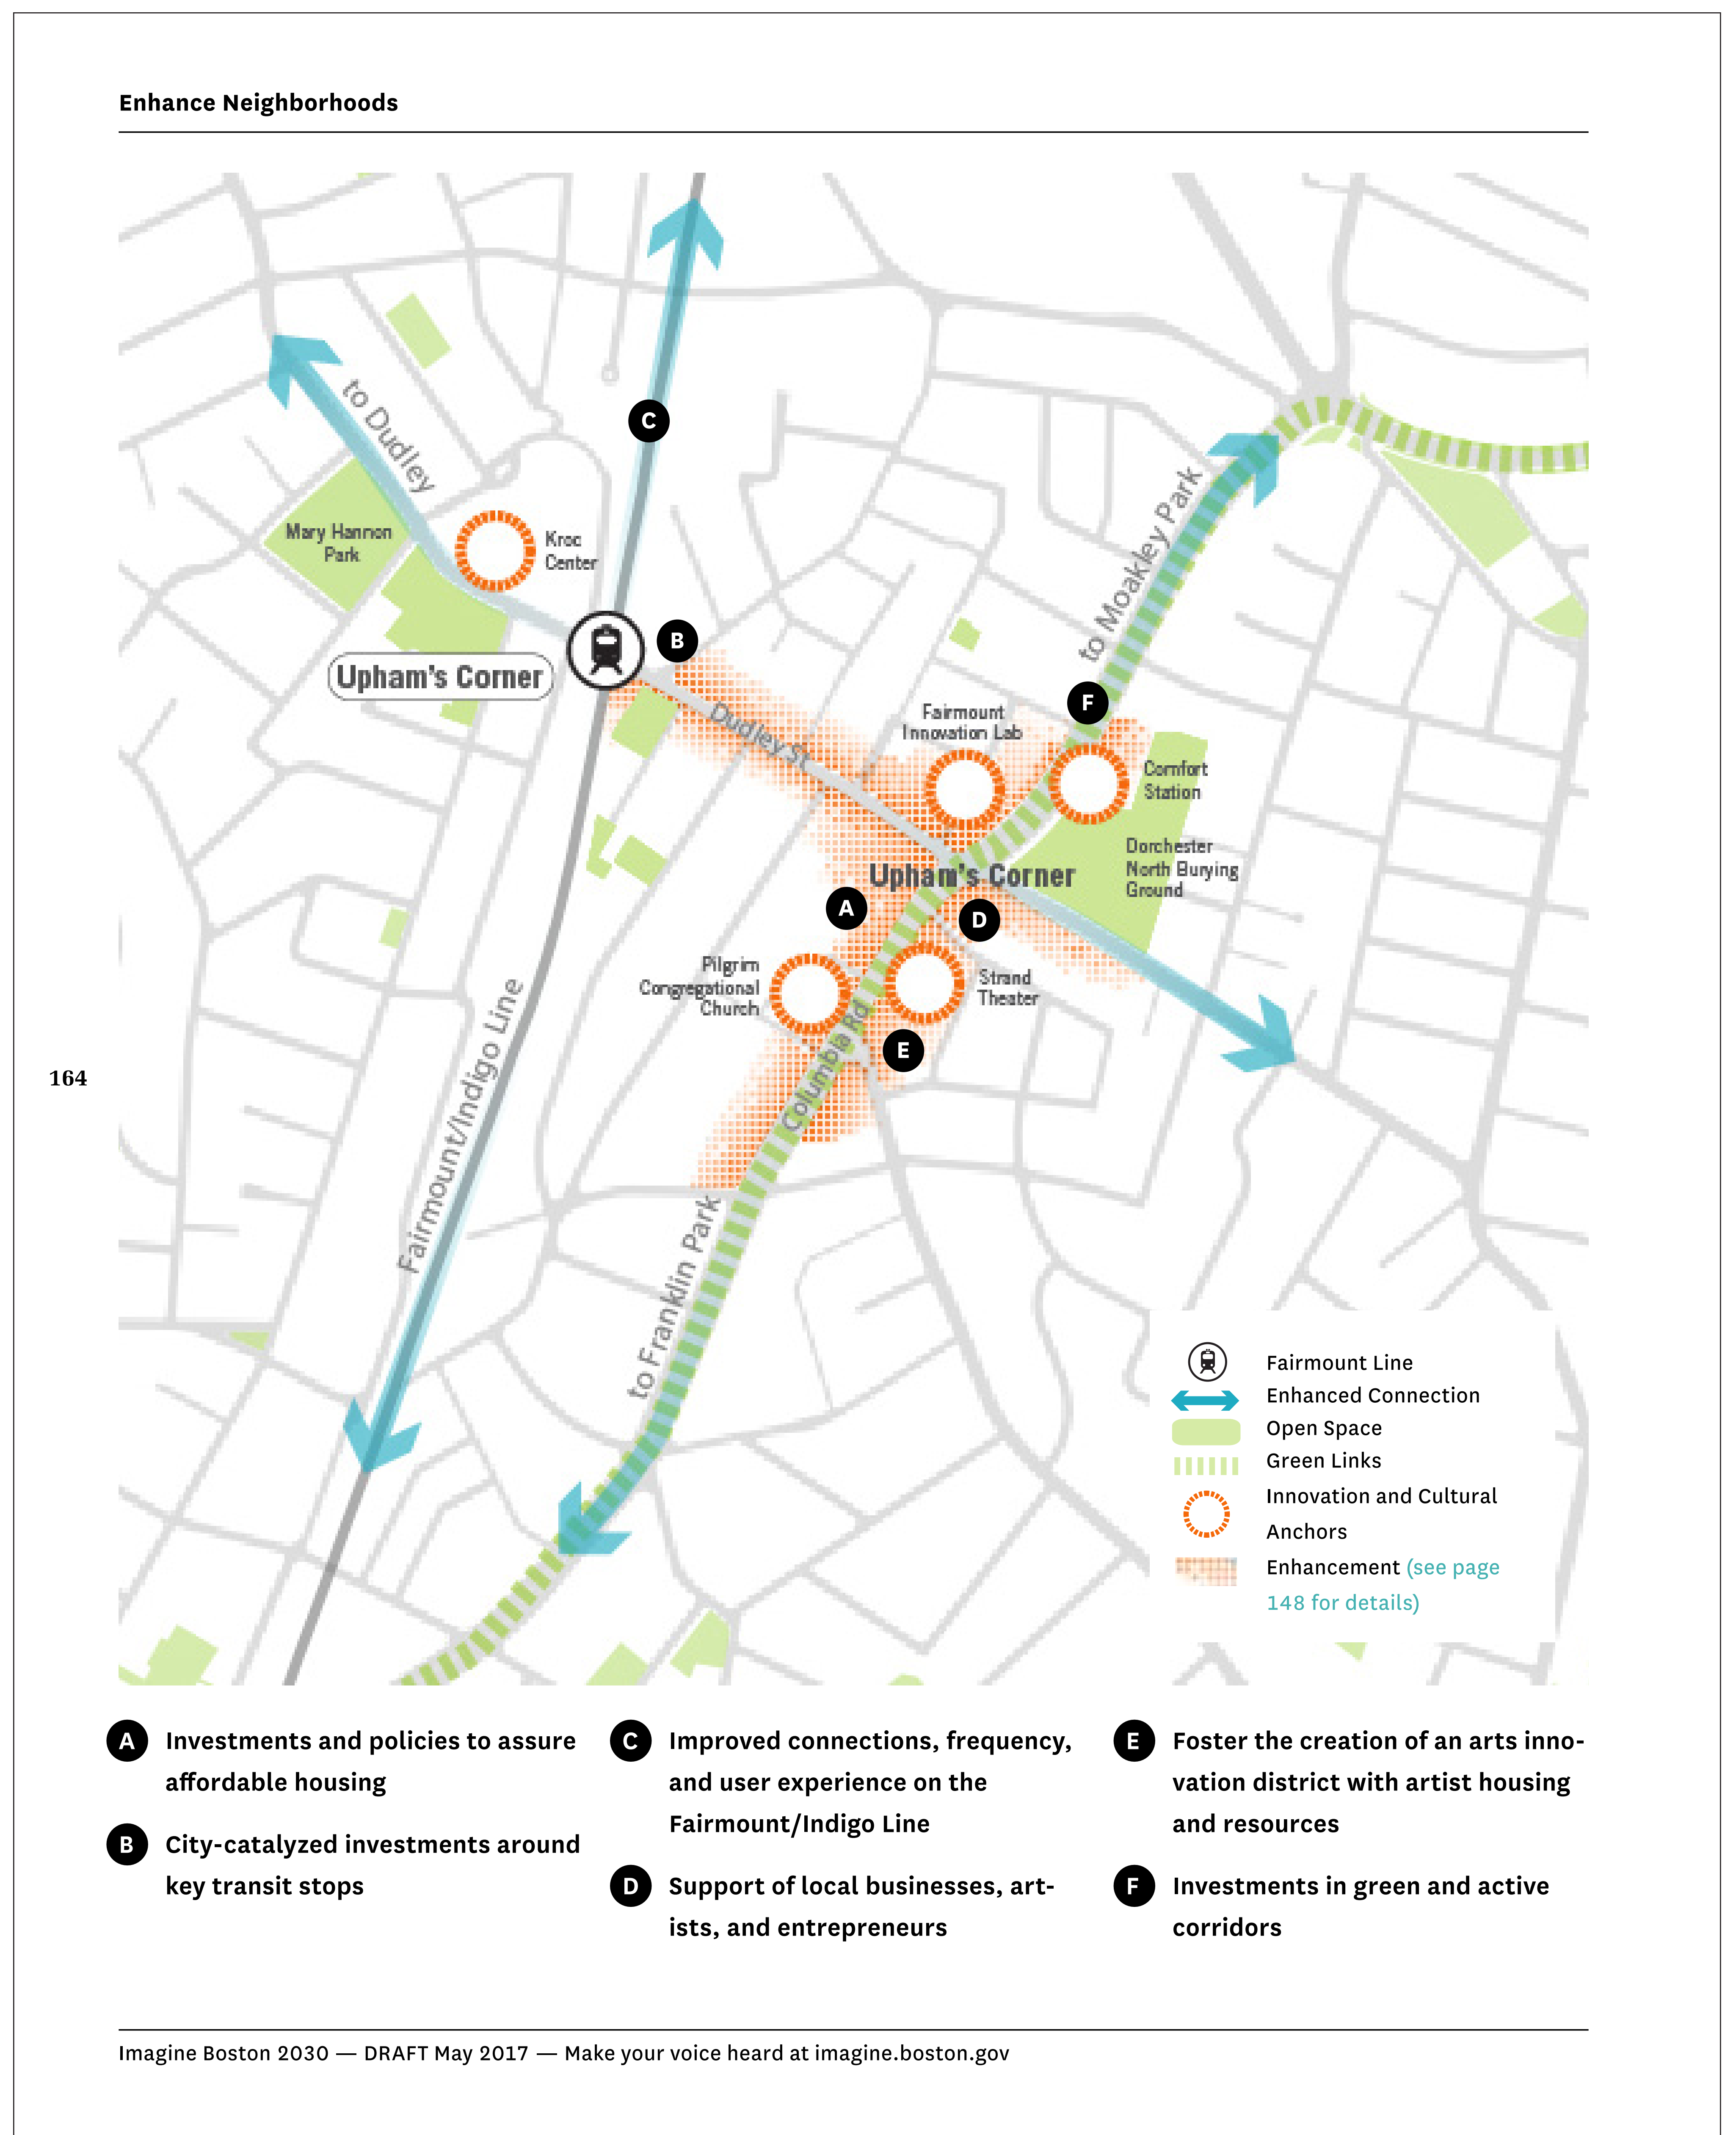 Enhance Neighborhoods
C
to Dudley
to Moakley Park
Mary Hannon
Park
Kroc
Center
B
Upham's Corner
Dudley St
F
Fairmount
Innovation Lab
Comfort
Station
Dorchester
North Burying
Ground
Upham's Corner
A
D
Pilgrim
Congregational
Church
Strand
Theater
Columbia Rd
E
164
Fairmount/Indigo Line
to Franklin Park
Fairmount Line
Enhanced Connection
Open Space
Green Links
Innovation and Cultural
Anchors
Enhancement (see page
148 for details)
A Investments and policies to assure
affordable housing
B City-catalyzed investments around
key transit stops
C Improved connections, frequency,
and user experience on the
Fairmount/Indigo Line
D Support of local businesses, art-
ists, and entrepreneurs
E Foster the creation of an arts inno-
vation district with artist housing
and resources
F Investments in green and active
corridors
Imagine Boston 2030 — DRAFT May 2017 — Make your voice heard at imagine.boston.gov